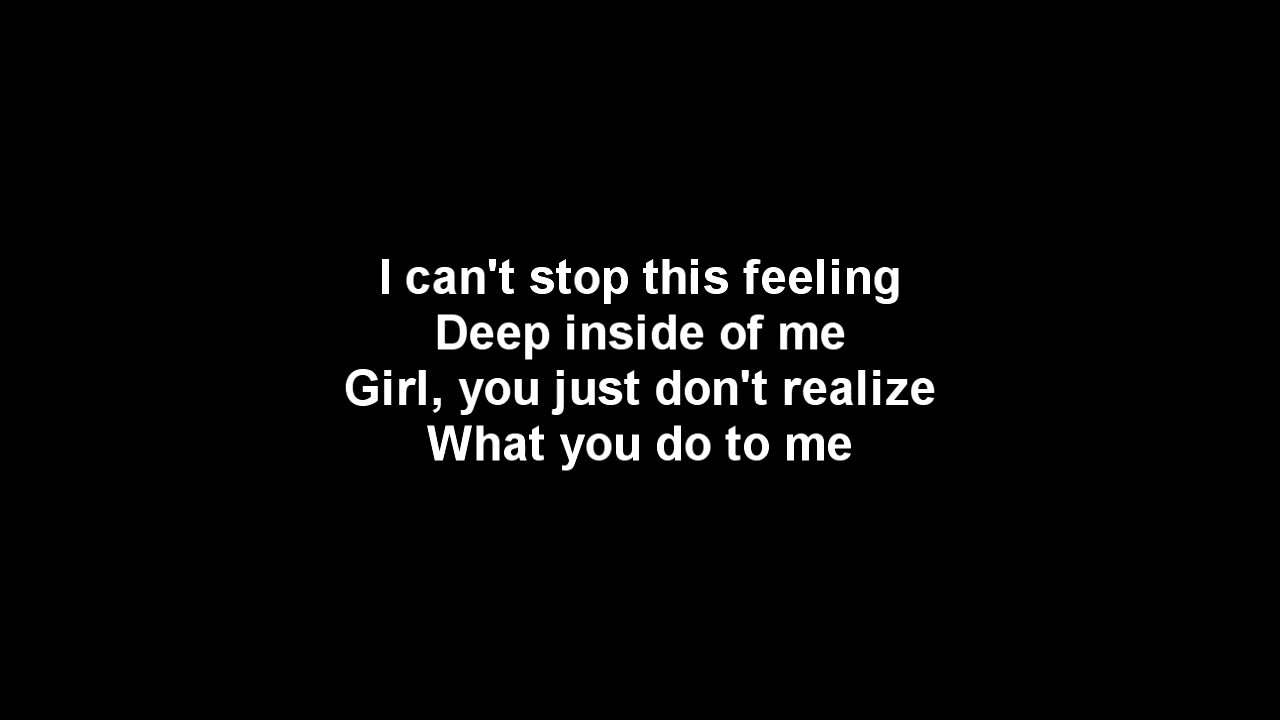 I can't stop this feeling
Deep inside of me
Girl, you just don't realize
What you do to me